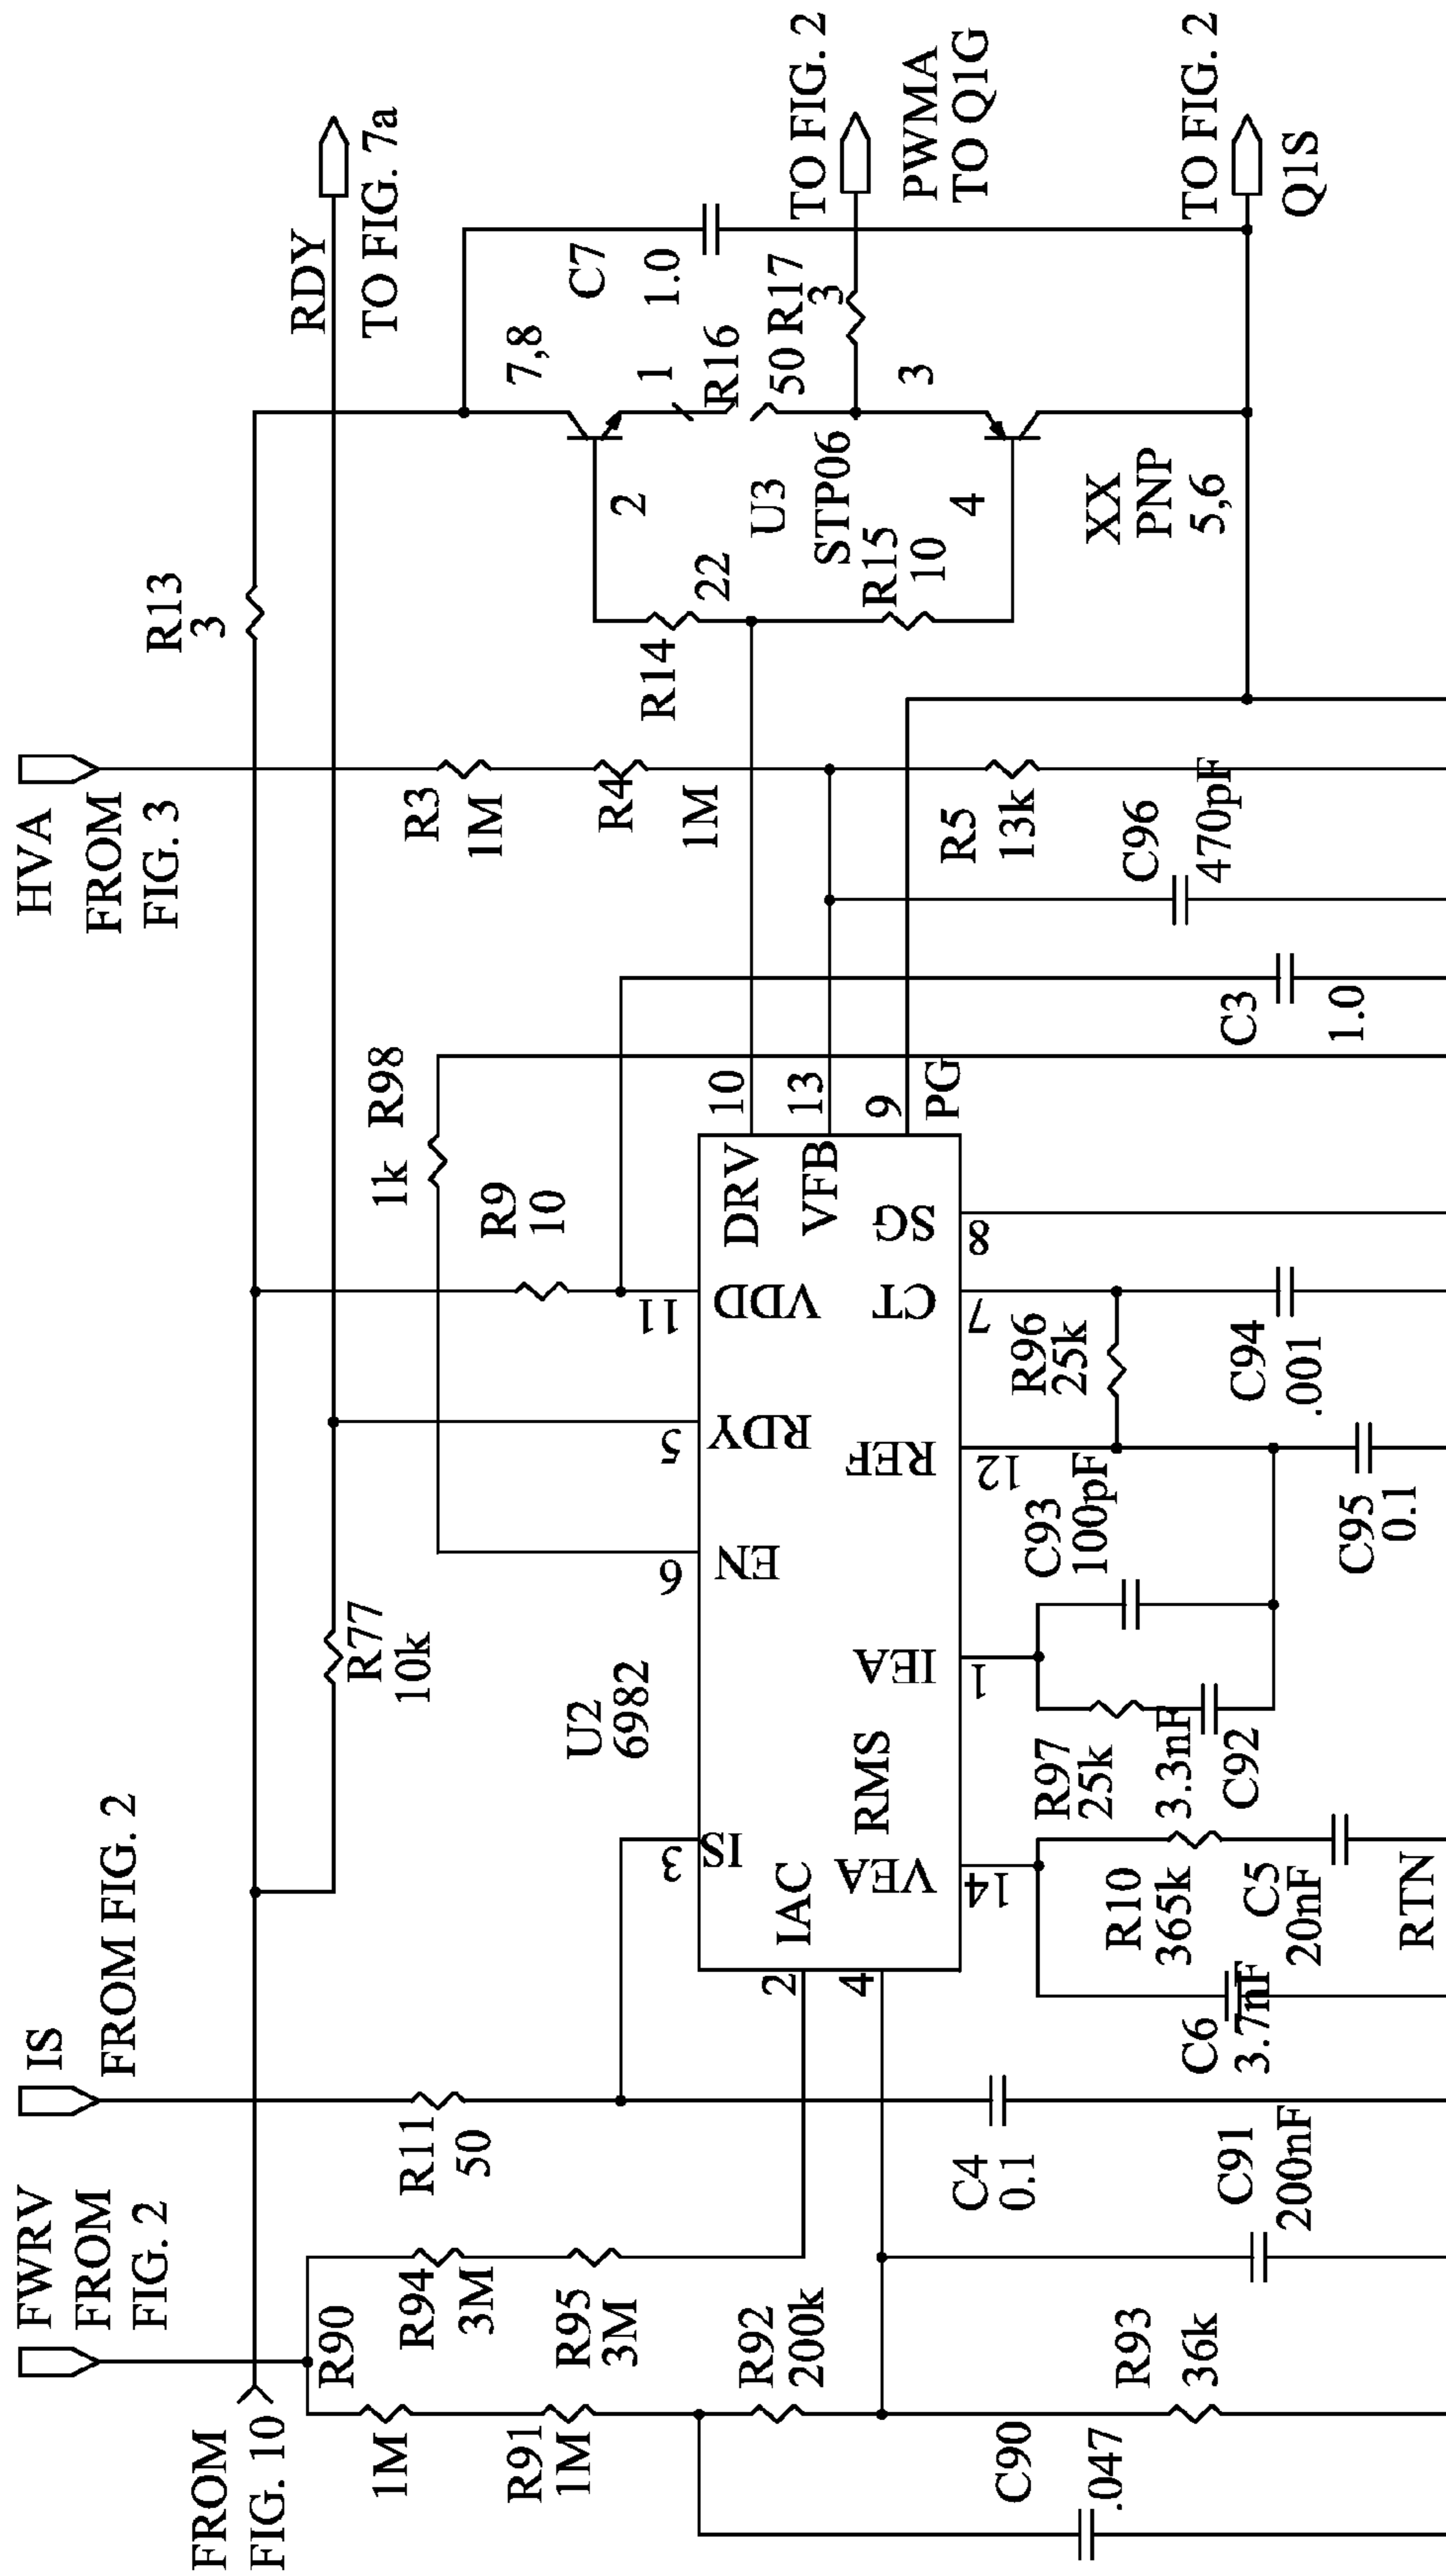 FWRV
FROM
FIG. 2
IS
FROM FIG. 2
HVA
FROM
FIG. 3
FROM
FIG. 10
R13
3
RDY
TO FIG. 7a
R77
10k
R98
1k
R9
10
R90
1M
R91
1M
R94
3M
R95
3M
R92
200k
R93
36k
C90
.047
C91
200nF
R11
50
C4
0.1
U2
6982
3
IS
6
EN
5
RDY
11
VDD
2
IAC
4
RMS
10
DRV
13
VFB
9
PG
14
VEA
1
IEA
12
REF
7
CT
8
SG
C6
3.7nF
R10
365k
C5
20nF
RTN
R97
25k
3.3nF
C92
C93
100pF
R96
25k
C94
.001
C95
0.1
C3
1.0
C96
470pF
R3
1M
R4
1M
R5
13k
R14
22
R15
10
2
7,8
1
R16
50
U3
STP06
4
3
XX
PNP
5,6
C7
1.0
R17
3
TO FIG. 2
PWMA
TO Q1G
TO FIG. 2
Q1S